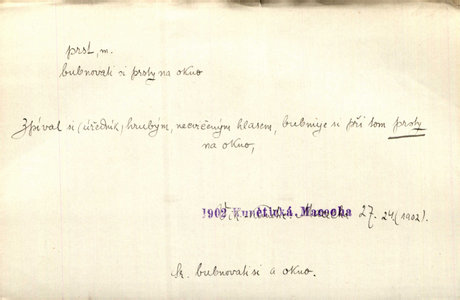 prst, m.
bubnovati si prsty na okno
Zpíval si (úředník) hrubým, necvičeným hlasem, bubnuje si při tom prsty
na okno,
1902 Kunětická, Macecha 27. 24 (1902).
Sr. bubnovati si a okno.